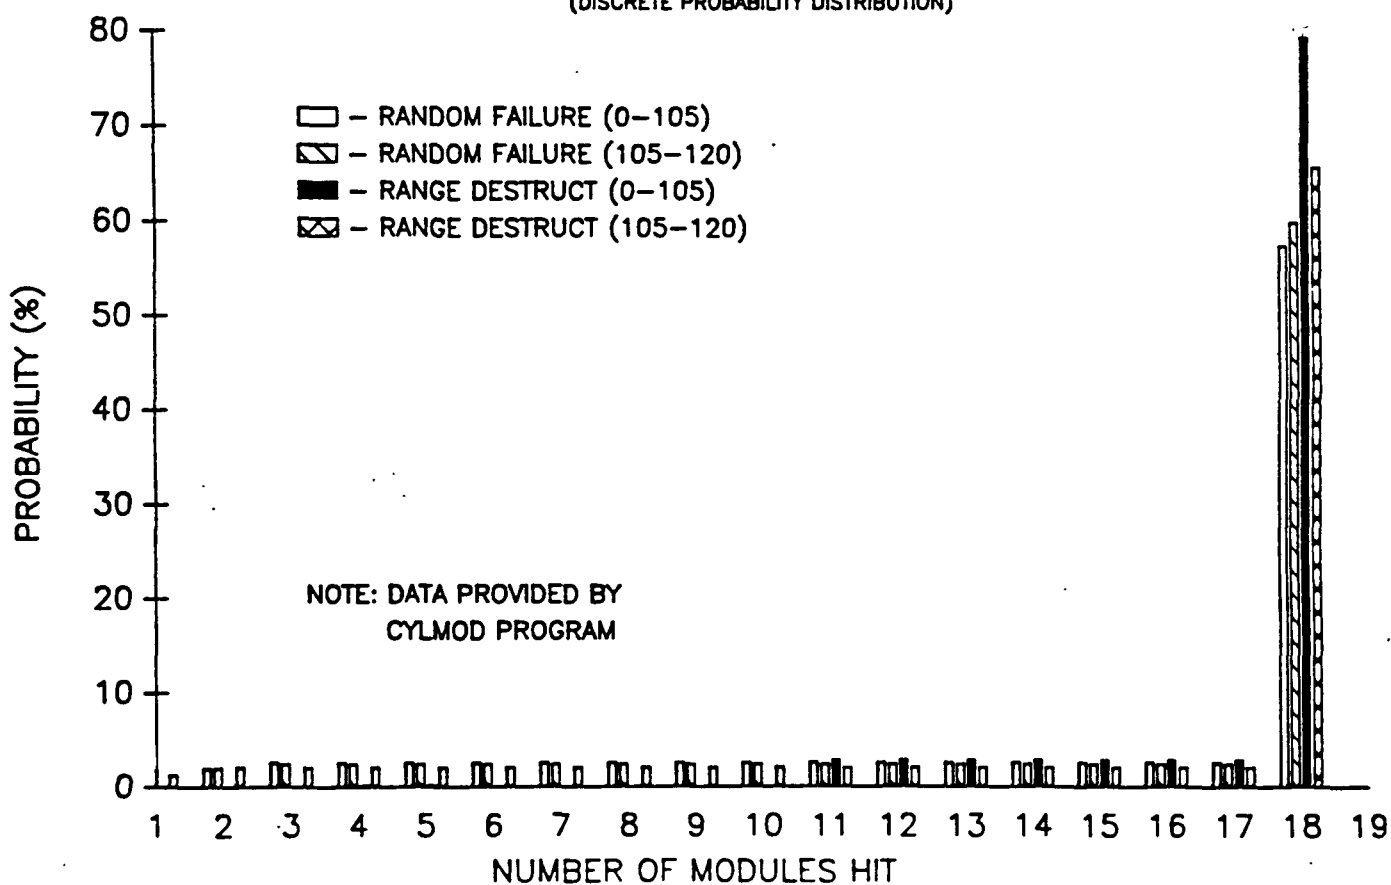 (DISCRETE PROBABILITY DISTRIBUTION)
80
70
60
50
40
30
20
10
0
PROBABILITY (%)
– RANDOM FAILURE (0–105)
– RANDOM FAILURE (105–120)
– RANGE DESTRUCT (0–105)
– RANGE DESTRUCT (105–120)
NOTE: DATA PROVIDED BY
CYLMOD PROGRAM
1 2 3 4 5 6 7 8 9 10 11 12 13 14 15 16 17 18 19
NUMBER OF MODULES HIT